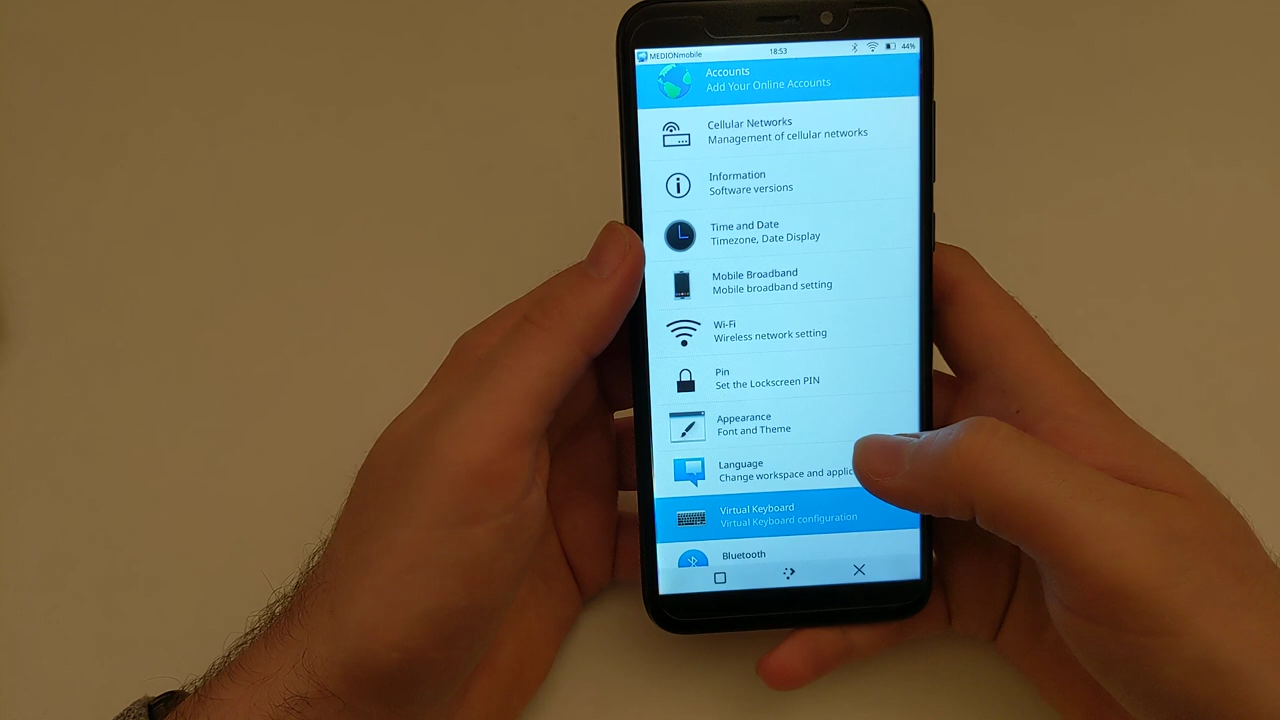 MEDIONmobile 18:53 44%
Accounts
Add Your Online Accounts
Cellular Networks
Management of cellular networks
Information
Software versions
Time and Date
Timezone, Date Display
Mobile Broadband
Mobile broadband setting
Wi-Fi
Wireless network setting
Pin
Set the Lockscreen PIN
Appearance
Font and Theme
Language
Change workspace and
Virtual Keyboard
Virtual Keyboard configuration
Bluetooth